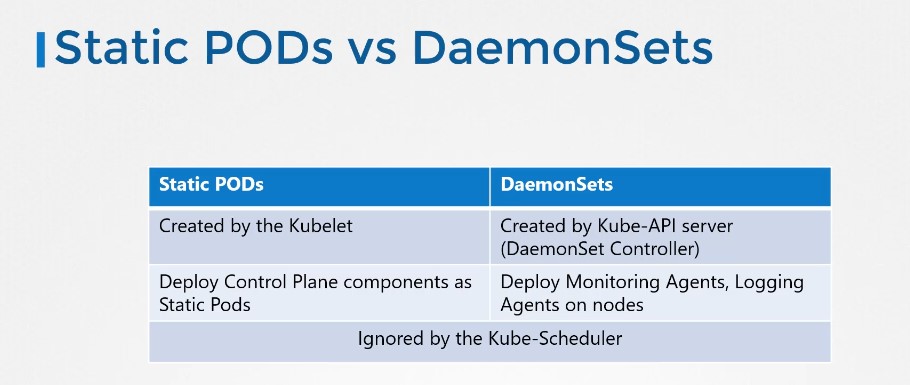 Static PODs vs DaemonSets
Static PODs
DaemonSets
Created by the Kubelet
Created by Kube-API server
(DaemonSet Controller)
Deploy Control Plane components as
Static Pods
Deploy Monitoring Agents, Logging
Agents on nodes
Ignored by the Kube-Scheduler